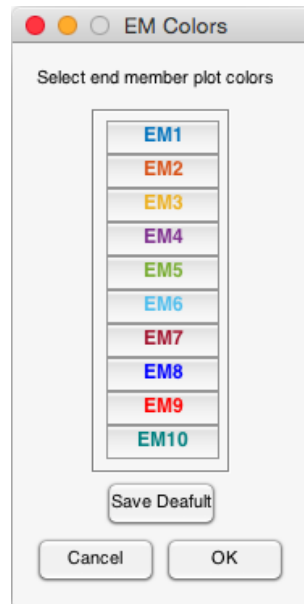 EM Colors
Select end member plot colors
EM1
EM2
EM3
EM4
EM5
EM6
EM7
EM8
EM9
EM10
Save Deafult
Cancel
OK